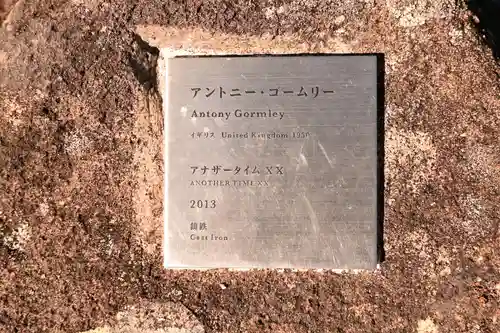 アントニー・ゴームリー
Antony Gormley
イギリス United Kingdom 1950
アナザータイム XX
ANOTHER TIME XX
2013
鋳鉄
Cast Iron